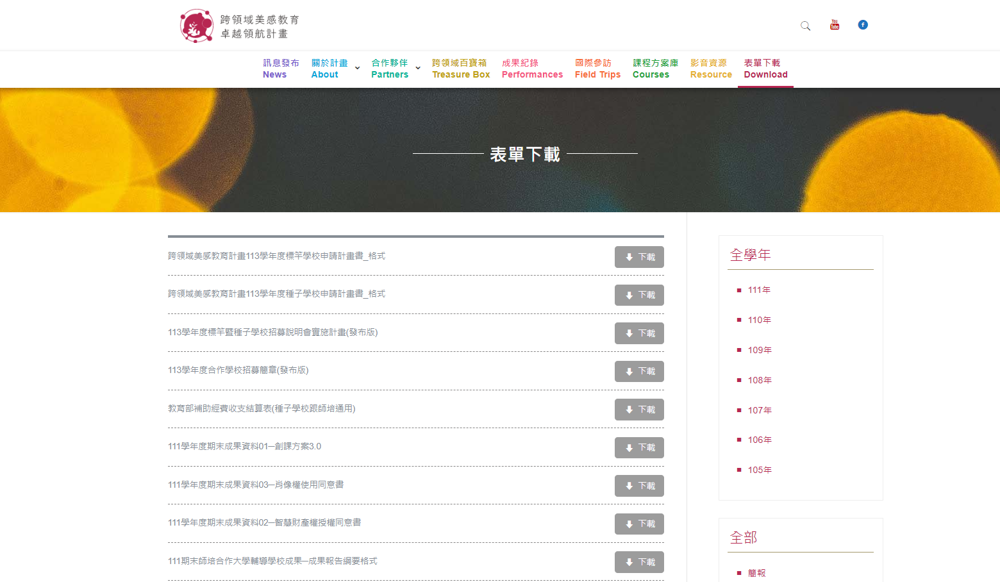 跨領域美感教育
卓越領航計畫
You
Tube
訊息發布
News
關於計畫
About
合作夥伴
Partners
跨領域百寶箱
Treasure Box
成果紀錄
Performances
國際參訪
Field Trips
課程方案庫
Courses
影音資源
Resource
表單下載
Download
表單下載
跨領域美感教育計畫113學年度標竿學校申請計畫書_格式
下載
跨領域美感教育計畫113學年度種子學校申請計畫書_格式
下載
113學年度標竿暨種子學校招募說明會實施計畫(發布版)
下載
113學年度合作學校招募簡章(發布版)
下載
教育部補助經費收支結算表(種子學校跟師培通用)
下載
111學年度期末成果資料01─創課方案3.0
下載
111學年度期末成果資料03─肖像權使用同意書
下載
111學年度期末成果資料02─智慧財產權授權同意書
下載
111期末師培合作大學輔導學校成果─成果報告綱要格式
下載
全學年
111年
110年
109年
108年
107年
106年
105年
全部
簡報